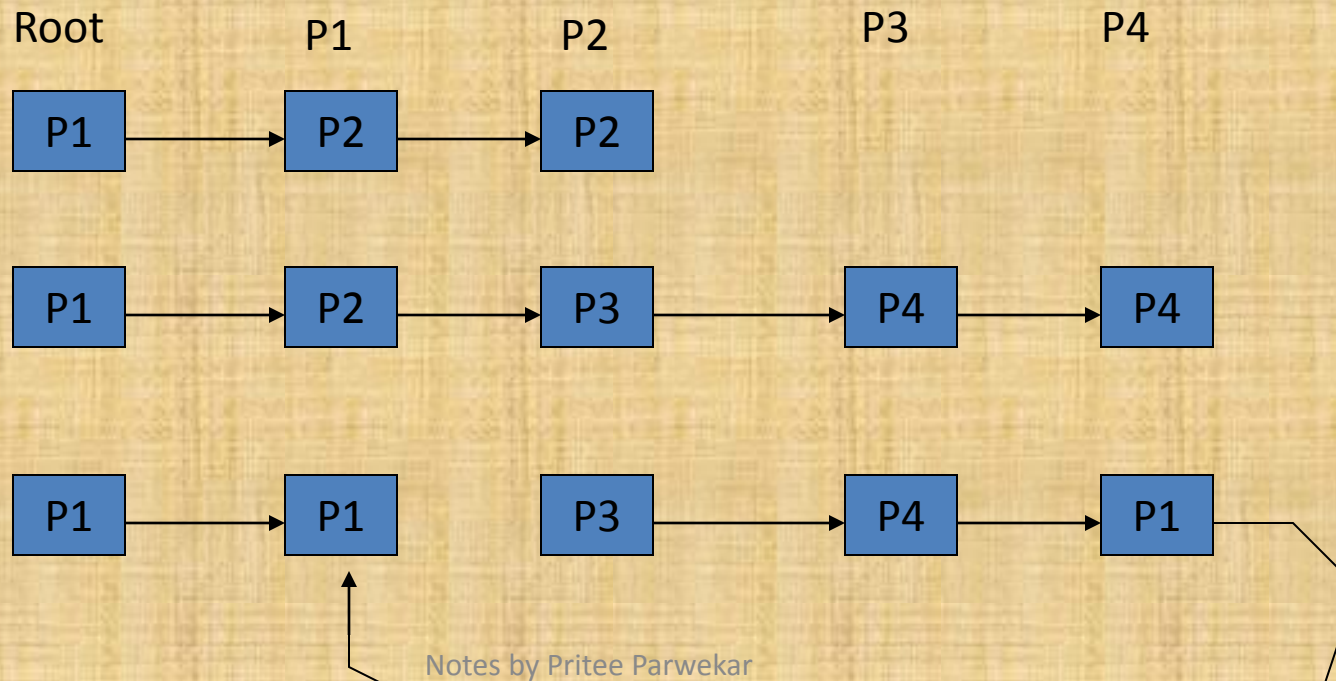 Root P1 P2 P3 P4
P1 P2 P2
P1 P2 P3 P4 P4
P1 P1 P3 P4 P1
Notes by Pritee Parwekar